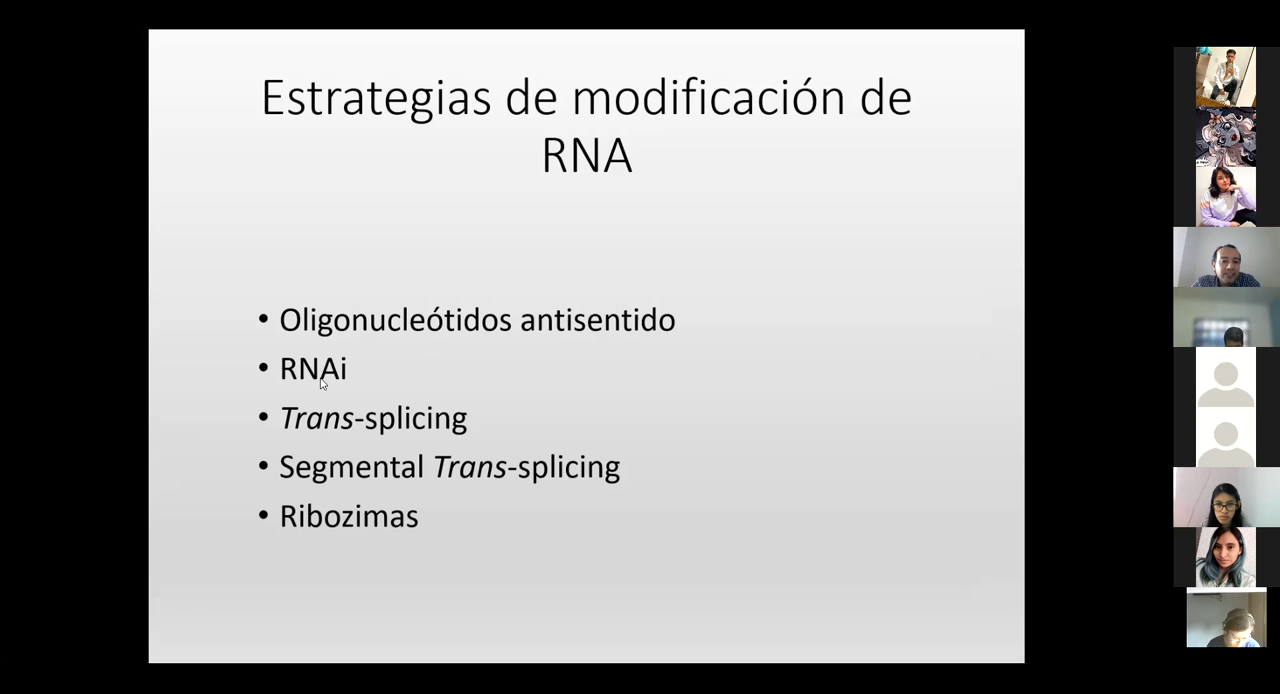 Estrategias de modificación de
RNA
• Oligonucleótidos antisentido
• RNAi
• Trans-splicing
• Segmental Trans-splicing
• Ribozimas